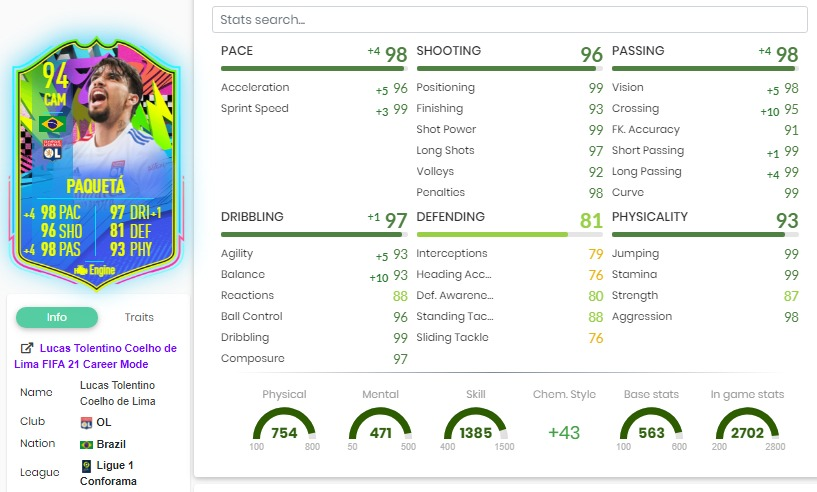 94
CAM
OL
PAQUETÁ
+4 98 PAC 97 DRI+1
96 SHO 81 DEF
+4 98 PAS 93 PHY
Engine
Info Traits
Lucas Tolentino Coelho de
Lima FIFA 21 Career Mode
Name Lucas Tolentino
Coelho de Lima
Club OL
Nation Brazil
League Ligue 1
Conforama
Stats search...
PACE +4 98
Acceleration +5 96
Sprint Speed +3 99
SHOOTING 96
Positioning 99
Finishing 93
Shot Power 99
Long Shots 97
Volleys 92
Penalties 98
PASSING +4 98
Vision +5 98
Crossing +10 95
FK. Accuracy 91
Short Passing +1 99
Long Passing +4 99
Curve 99
DRIBBLING +1 97
Agility +5 93
Balance +10 93
Reactions 88
Ball Control 96
Dribbling 99
Composure 97
DEFENDING 81
Interceptions 79
Heading Acc... 76
Def. Awarene... 80
Standing Tac... 88
Sliding Tackle 76
PHYSICALITY 93
Jumping 99
Stamina 99
Strength 87
Aggression 98
Physical Mental Skill Chem. Style Base stats In game stats
754 471 1385 +43 563 2702
100 800 50 500 400 1500 100 600 200 2800